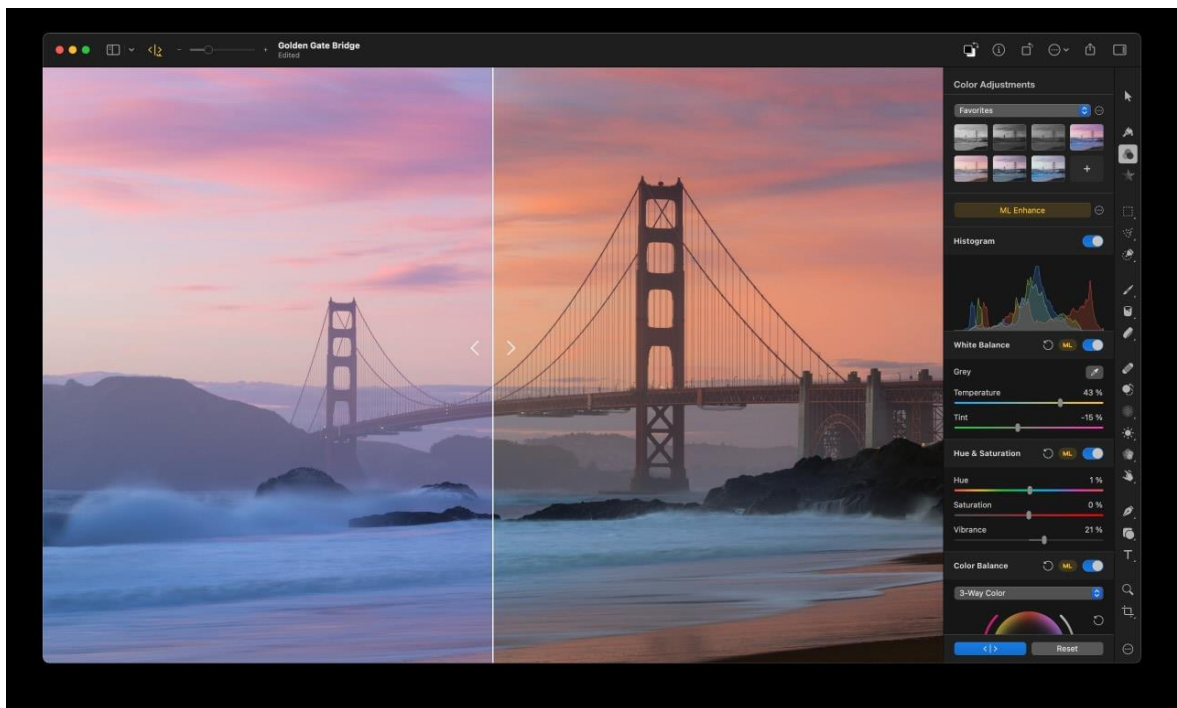 Golden Gate Bridge
Edited
Color Adjustments
Favorites
ML Enhance
Histogram
White Balance
ML
Grey
Temperature
43 %
Tint
-15 %
Hue & Saturation
ML
Hue
1 %
Saturation
0 %
Vibrance
21 %
Color Balance
ML
3-Way Color
Reset